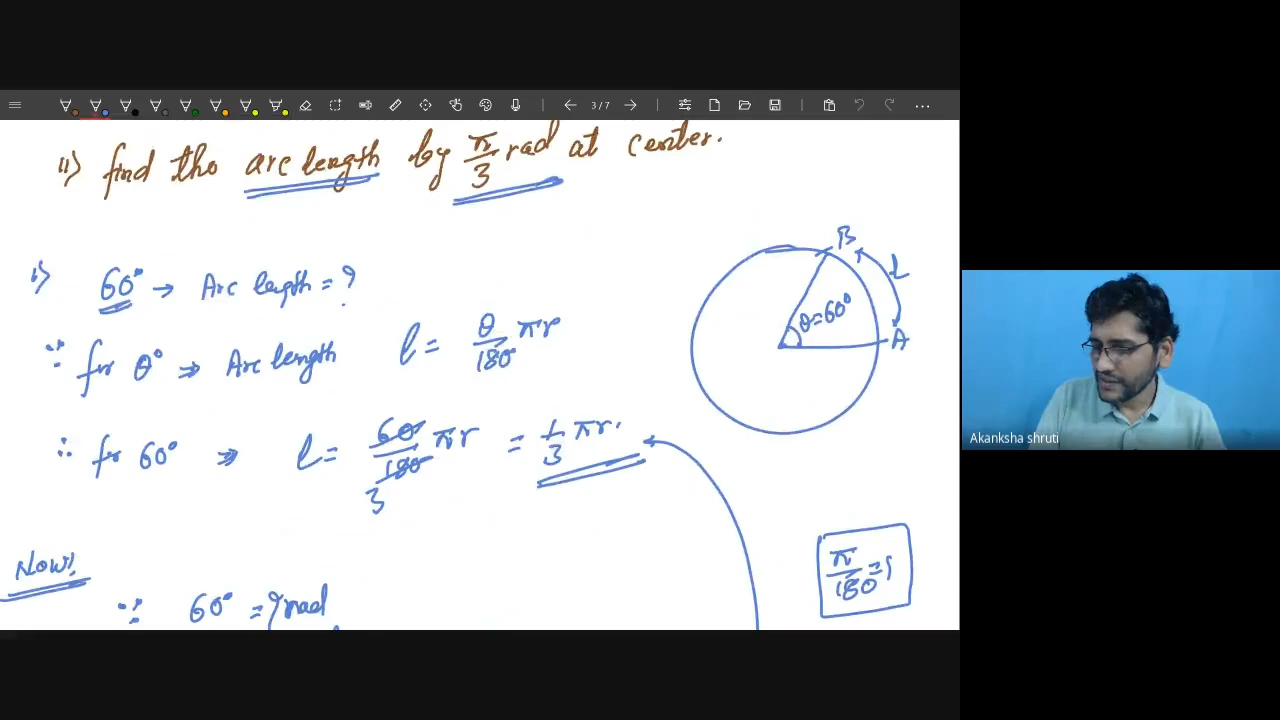 3 / 7
ii) find the arc length by π/3 rad at center.
i) 60° → Arc length = ?
∵ for θ° ⇒ Arc length l = θ/180° πr
∴ for 60° ⇒ l = 60/180 πr = 1/3 πr.
3
B
l
θ=60°
A
Now!
π/180 =
∵ 60° = ? rad
Akanksha shruti